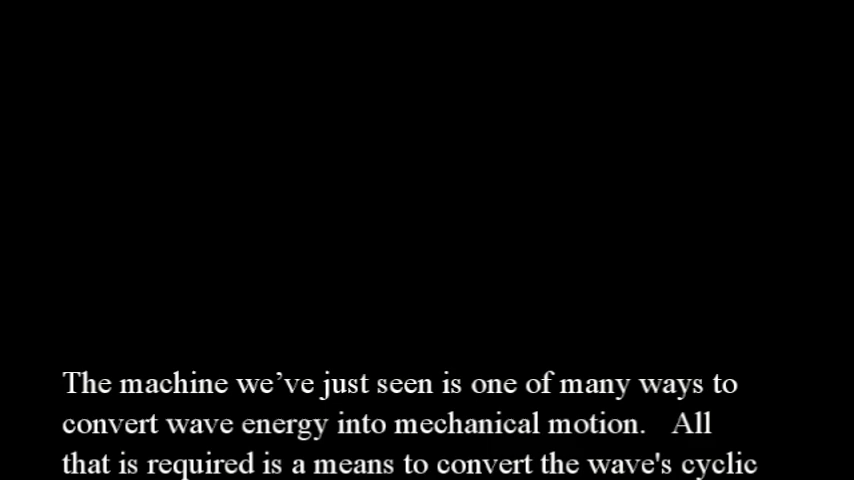 The machine we’ve just seen is one of many ways to
convert wave energy into mechanical motion.   All
that is required is a means to convert the wave's cyclic